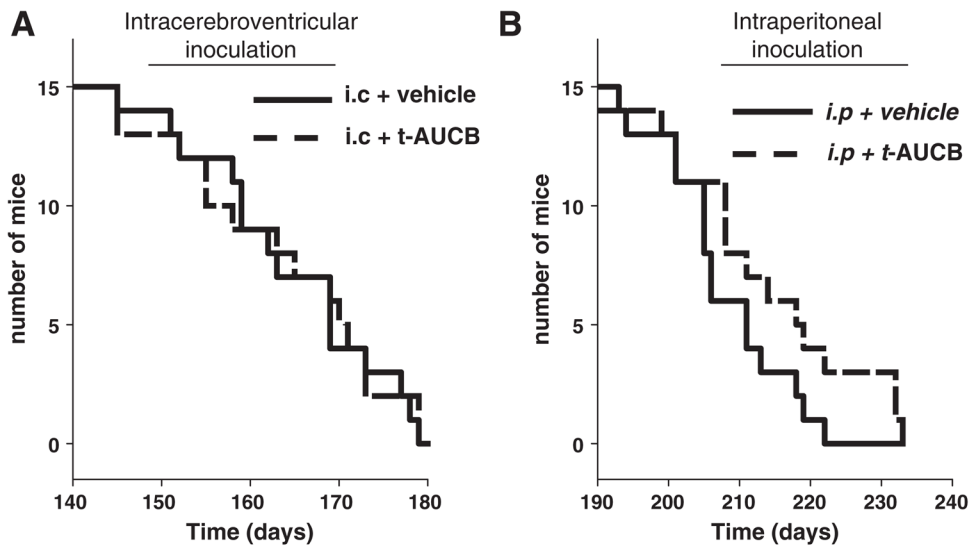 A
Intracerebroventricular
inoculation
i.c + vehicle
i.c + t-AUCB
number of mice
15
10
5
0
140
150
160
170
180
Time (days)
B
Intraperitoneal
inoculation
i.p + vehicle
i.p + t-AUCB
number of mice
15
10
5
0
190
200
210
220
230
240
Time (days)